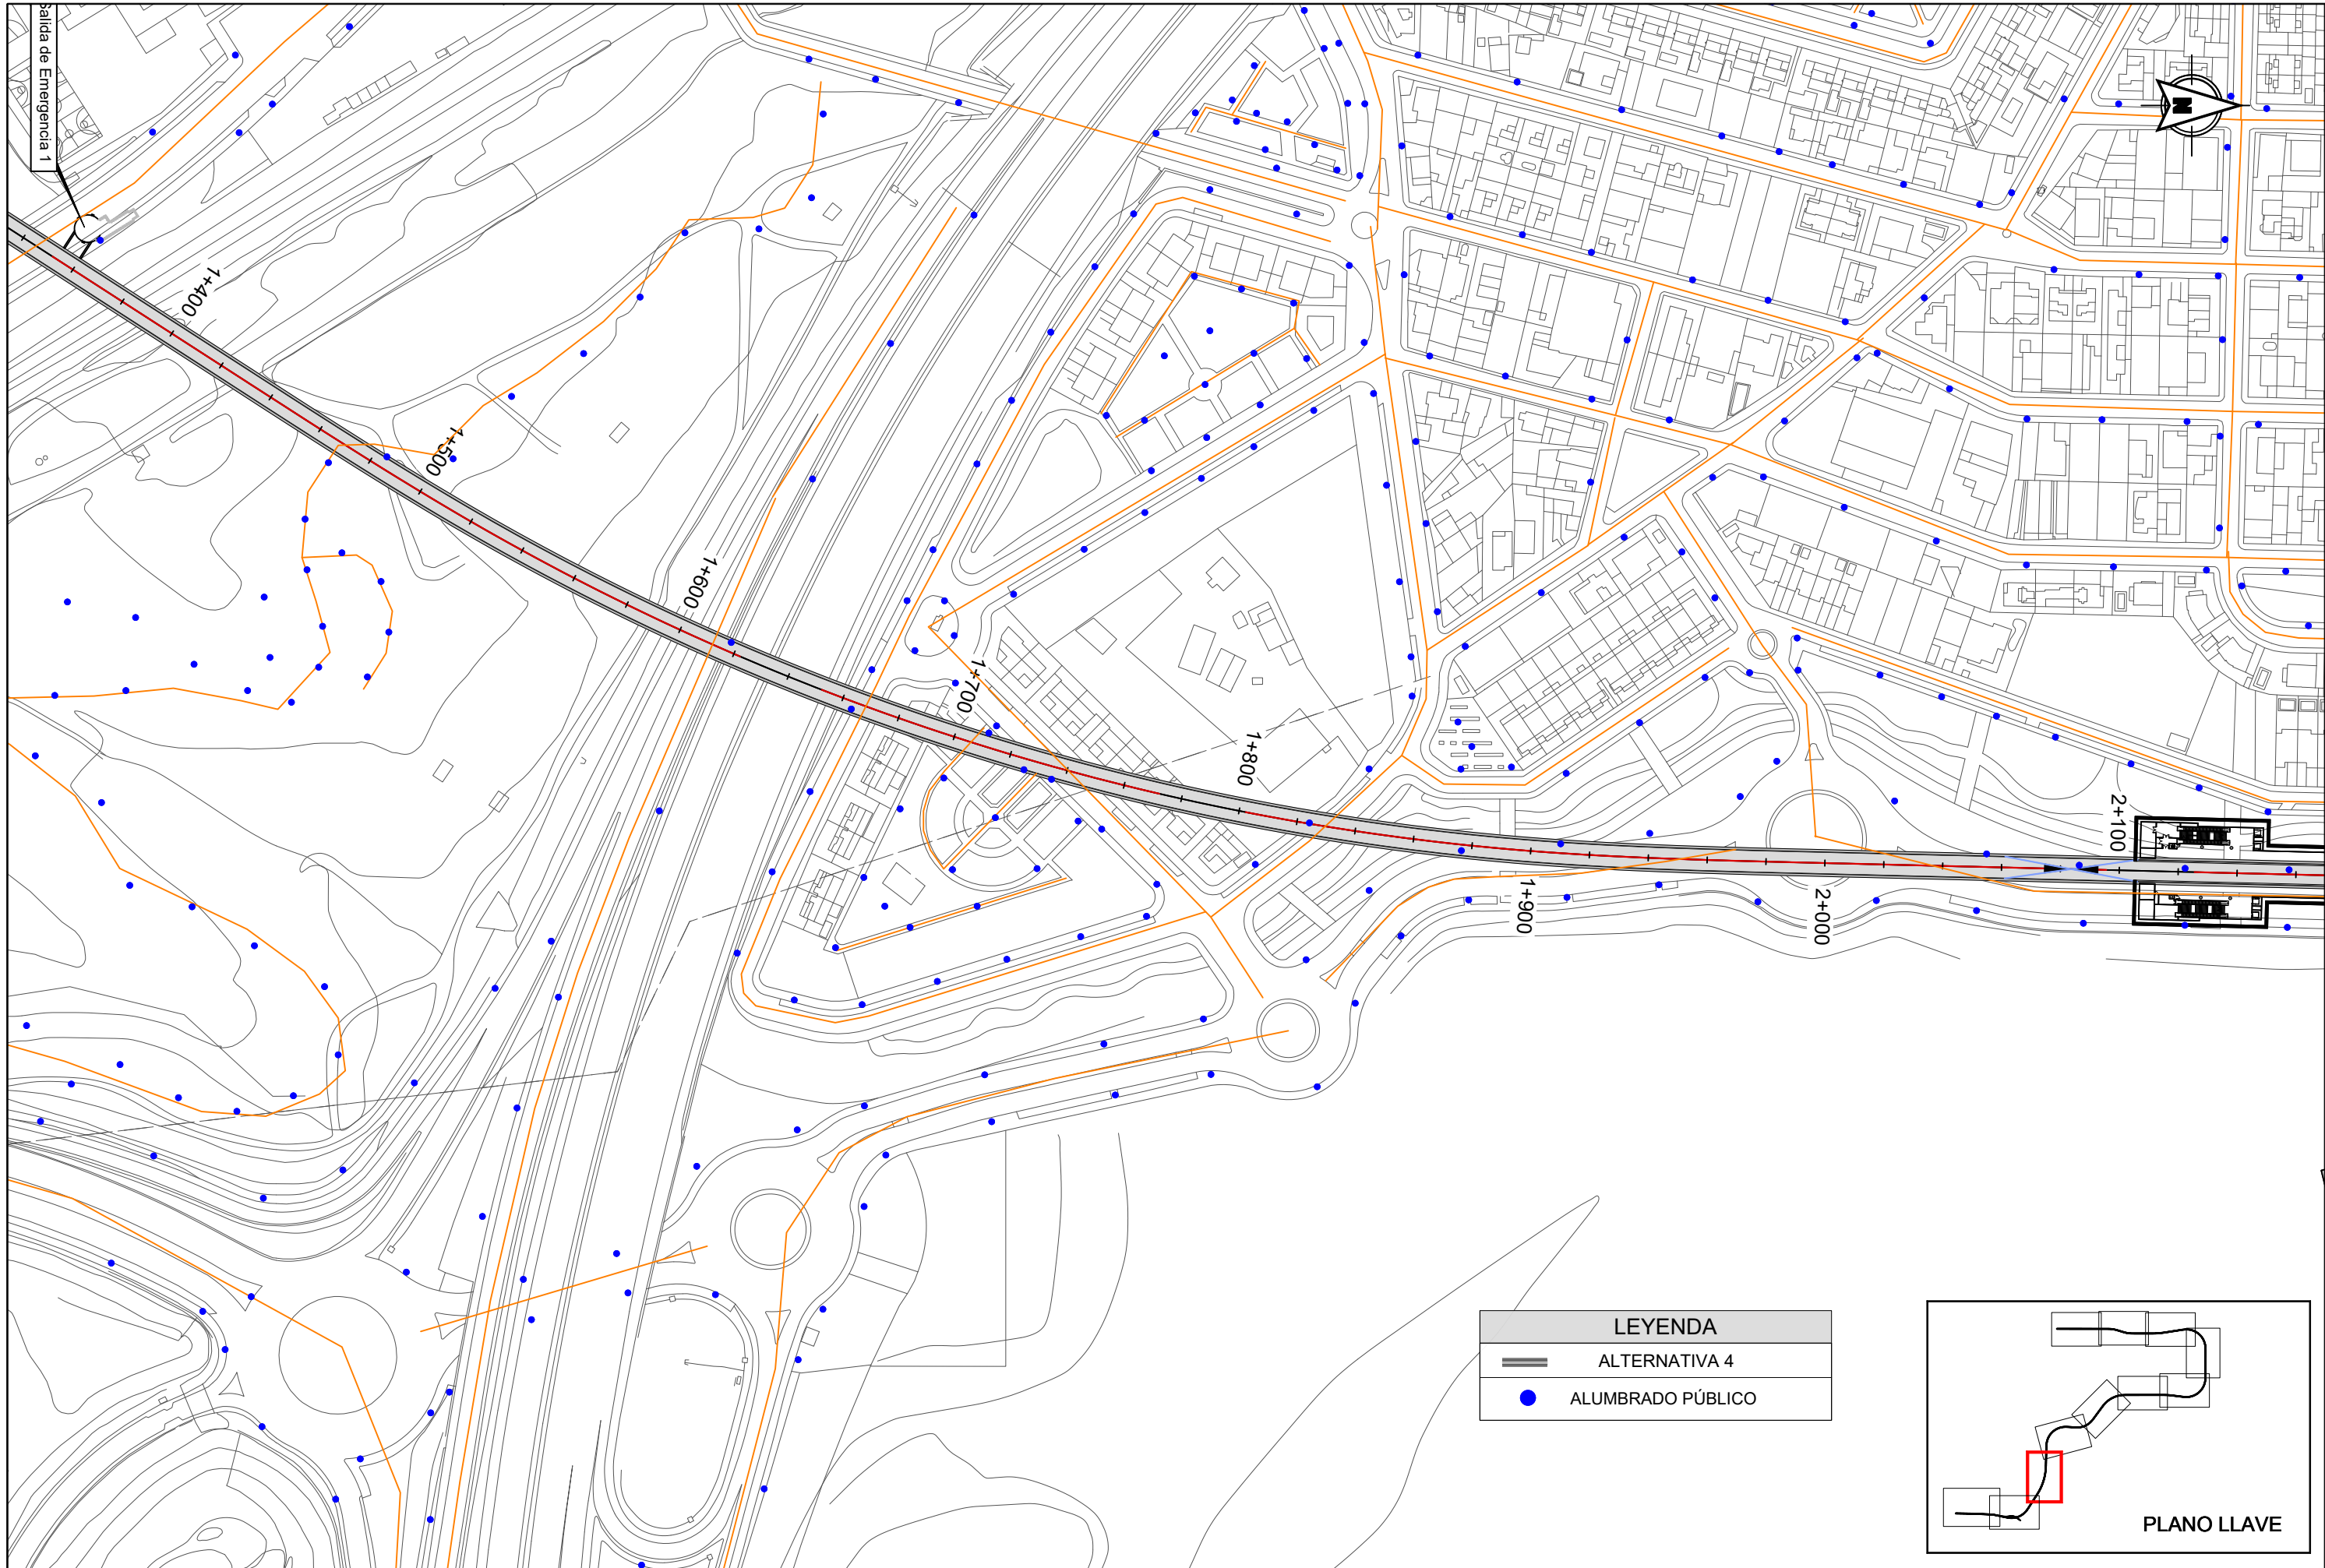 Salida de Emergencia 1
N
1+400
1+500
1+600
1+700
1+800
1+900
2+000
2+100
LEYENDA
ALTERNATIVA 4
ALUMBRADO PÚBLICO
PLANO LLAVE